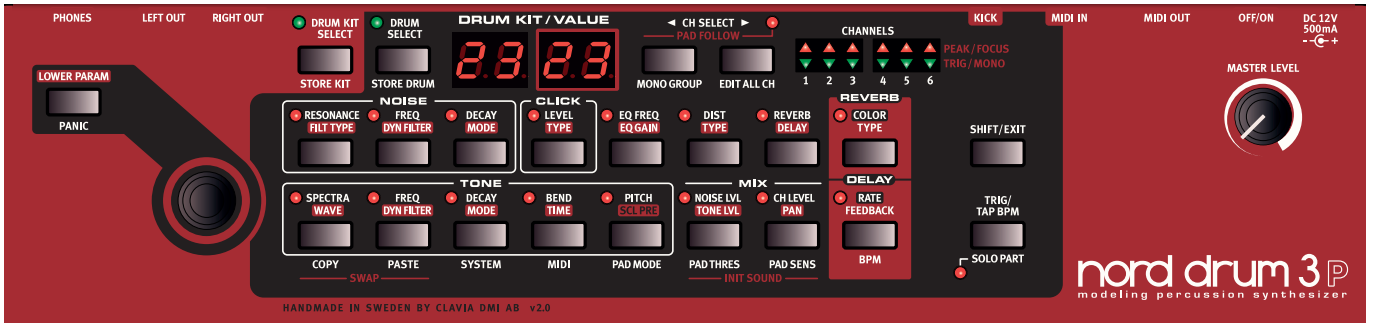 PHONES LEFT OUT RIGHT OUT DRUM KIT SELECT DRUM SELECT DRUM KIT / VALUE ◄ CH SELECT ► KICK MIDI IN MIDI OUT OFF/ON DC 12V 500mA
PAD FOLLOW
CHANNELS
PEAK / FOCUS
TRIG / MONO
1 2 3 4 5 6
23 23
STORE KIT STORE DRUM MONO GROUP EDIT ALL CH
LOWER PARAM
PANIC
MASTER LEVEL
NOISE CLICK REVERB
RESONANCE FREQ DECAY LEVEL EQ FREQ DIST REVERB COLOR
FILT TYPE DYN FILTER MODE TYPE EQ GAIN TYPE DELAY TYPE
SHIFT/EXIT
TONE MIX DELAY
SPECTRA FREQ DECAY BEND PITCH NOISE LVL CH LEVEL RATE
WAVE DYN FILTER MODE TIME SCL PRE TONE LVL PAN FEEDBACK
TRIG/
TAP BPM
COPY PASTE SYSTEM MIDI PAD MODE PAD THRES PAD SENS BPM
SOLO PART
SWAP INIT SOUND
nord drum 3P
modeling percussion synthesizer
HANDMADE IN SWEDEN BY CLAVIA DMI AB v2.0